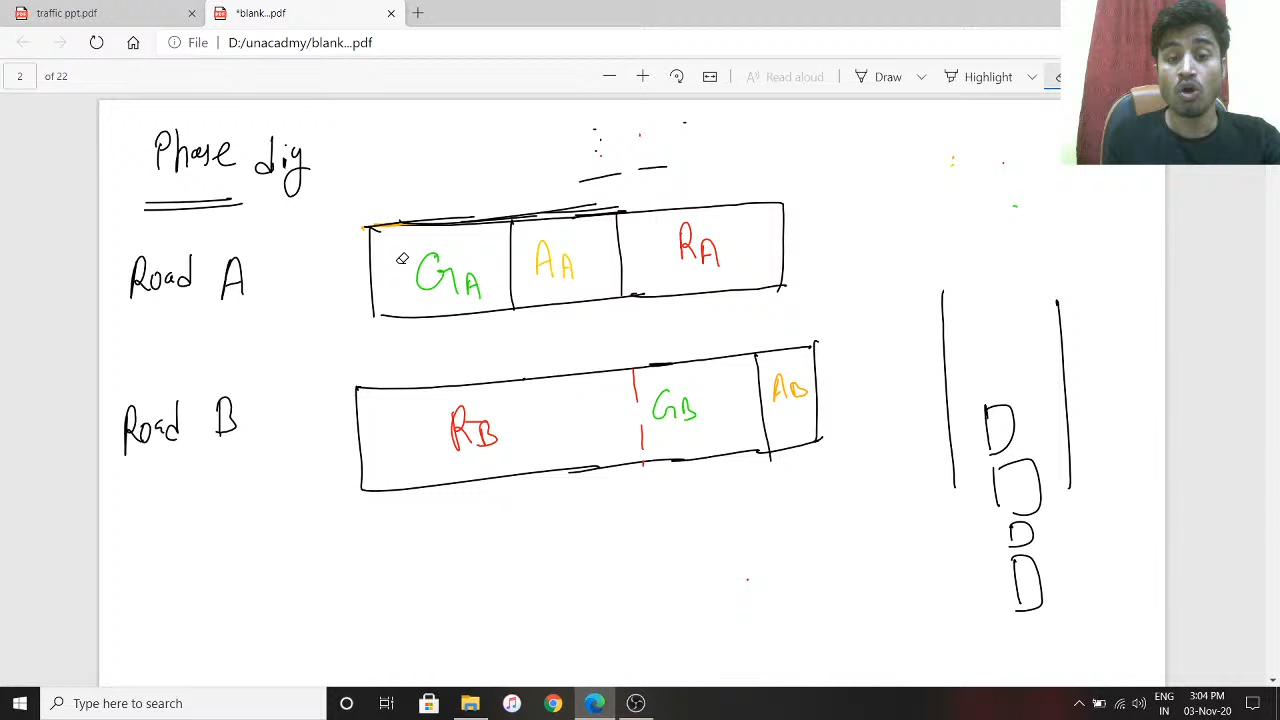 traffic ppt.pdf
*blank...pdf
File
D:/unacadmy/blank...pdf
2
of 22
Read aloud
Draw
Highlight
Phase dig
Road A
GA
AA
RA
Road B
RB
GB
AB
D
D
D
D
Type here to search
ENG
IN
3:04 PM
03-Nov-20